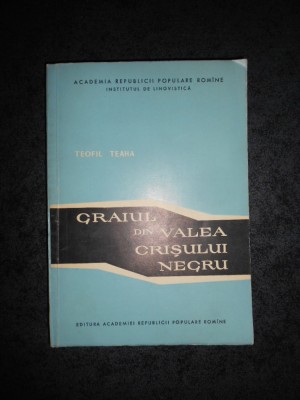 ACADEMIA REPUBLICII POPULARE ROMÎNE
INSTITUTUL DE LINGVISTICĂ
TEOFIL TEAHA
GRAIUL
DIN VALEA
CRIȘULUI
NEGRU
EDITURA ACADEMIEI REPUBLICII POPULARE ROMÎNE